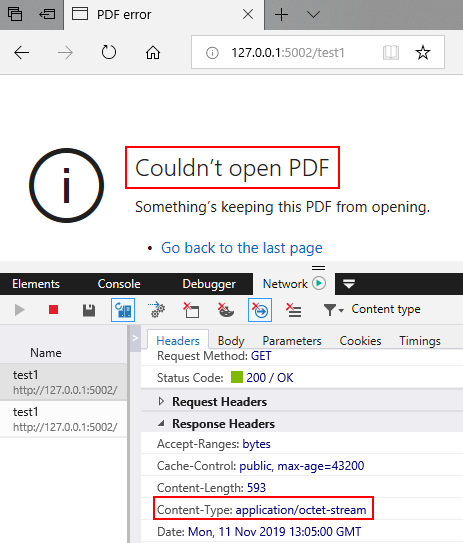 PDF error
127.0.0.1:5002/test1
Couldn't open PDF
Something's keeping this PDF from opening.
• Go back to the last page
Elements Console Debugger Network
Content type
Name
Headers Body Parameters Cookies Timings
Request Method: GET
Status Code: 200 / OK
test1
http://127.0.0.1:5002/
Request Headers
test1
http://127.0.0.1:5002/
Response Headers
Accept-Ranges: bytes
Cache-Control: public, max-age=43200
Content-Length: 593
Content-Type: application/octet-stream
Date: Mon, 11 Nov 2019 13:05:00 GMT